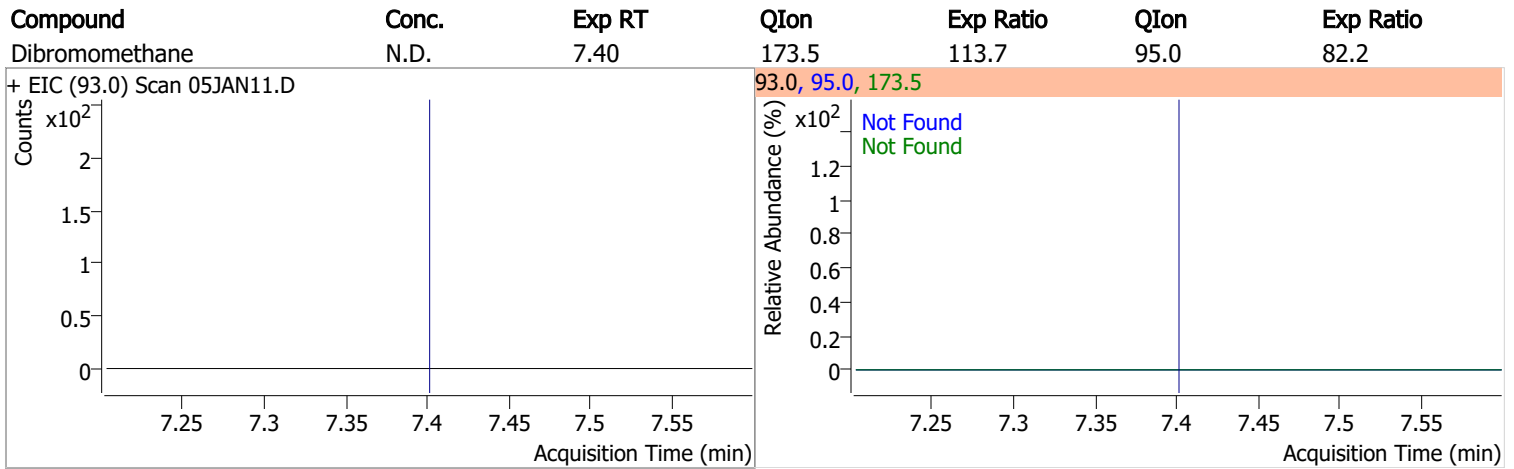 Compound Conc. Exp RT QIon Exp Ratio QIon Exp Ratio
Dibromomethane N.D. 7.40 173.5 113.7 95.0 82.2
+ EIC (93.0) Scan 05JAN11.D
Counts
x10²
2
1.5
1
0.5
0
7.25 7.3 7.35 7.4 7.45 7.5 7.55
Acquisition Time (min)
93.0, 95.0, 173.5
Relative Abundance (%)
x10²
Not Found
Not Found
1.2
1
0.8
0.6
0.4
0.2
0
7.25 7.3 7.35 7.4 7.45 7.5 7.55
Acquisition Time (min)